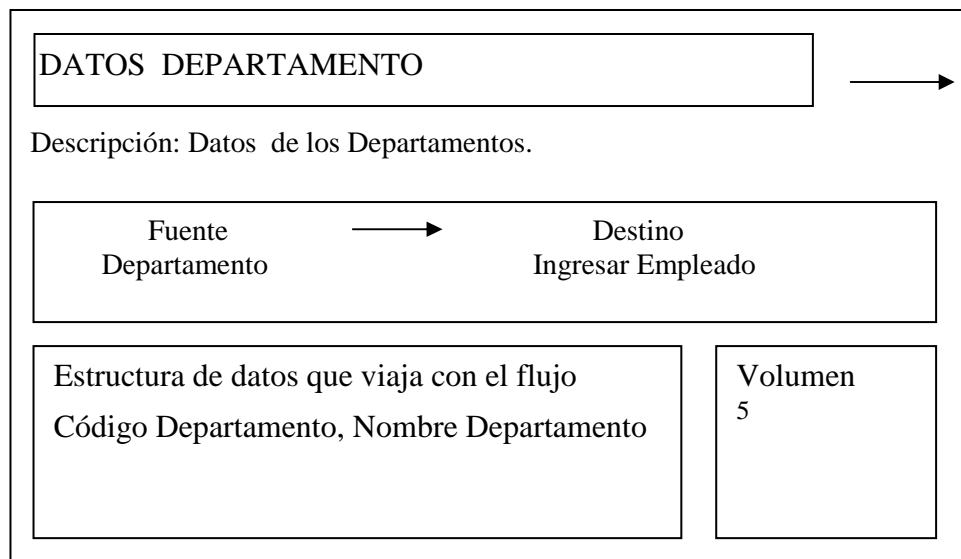 DATOS DEPARTAMENTO
Descripción: Datos de los Departamentos.
Fuente
Departamento
Destino
Ingresar Empleado
Estructura de datos que viaja con el flujo
Código Departamento, Nombre Departamento
Volumen
5